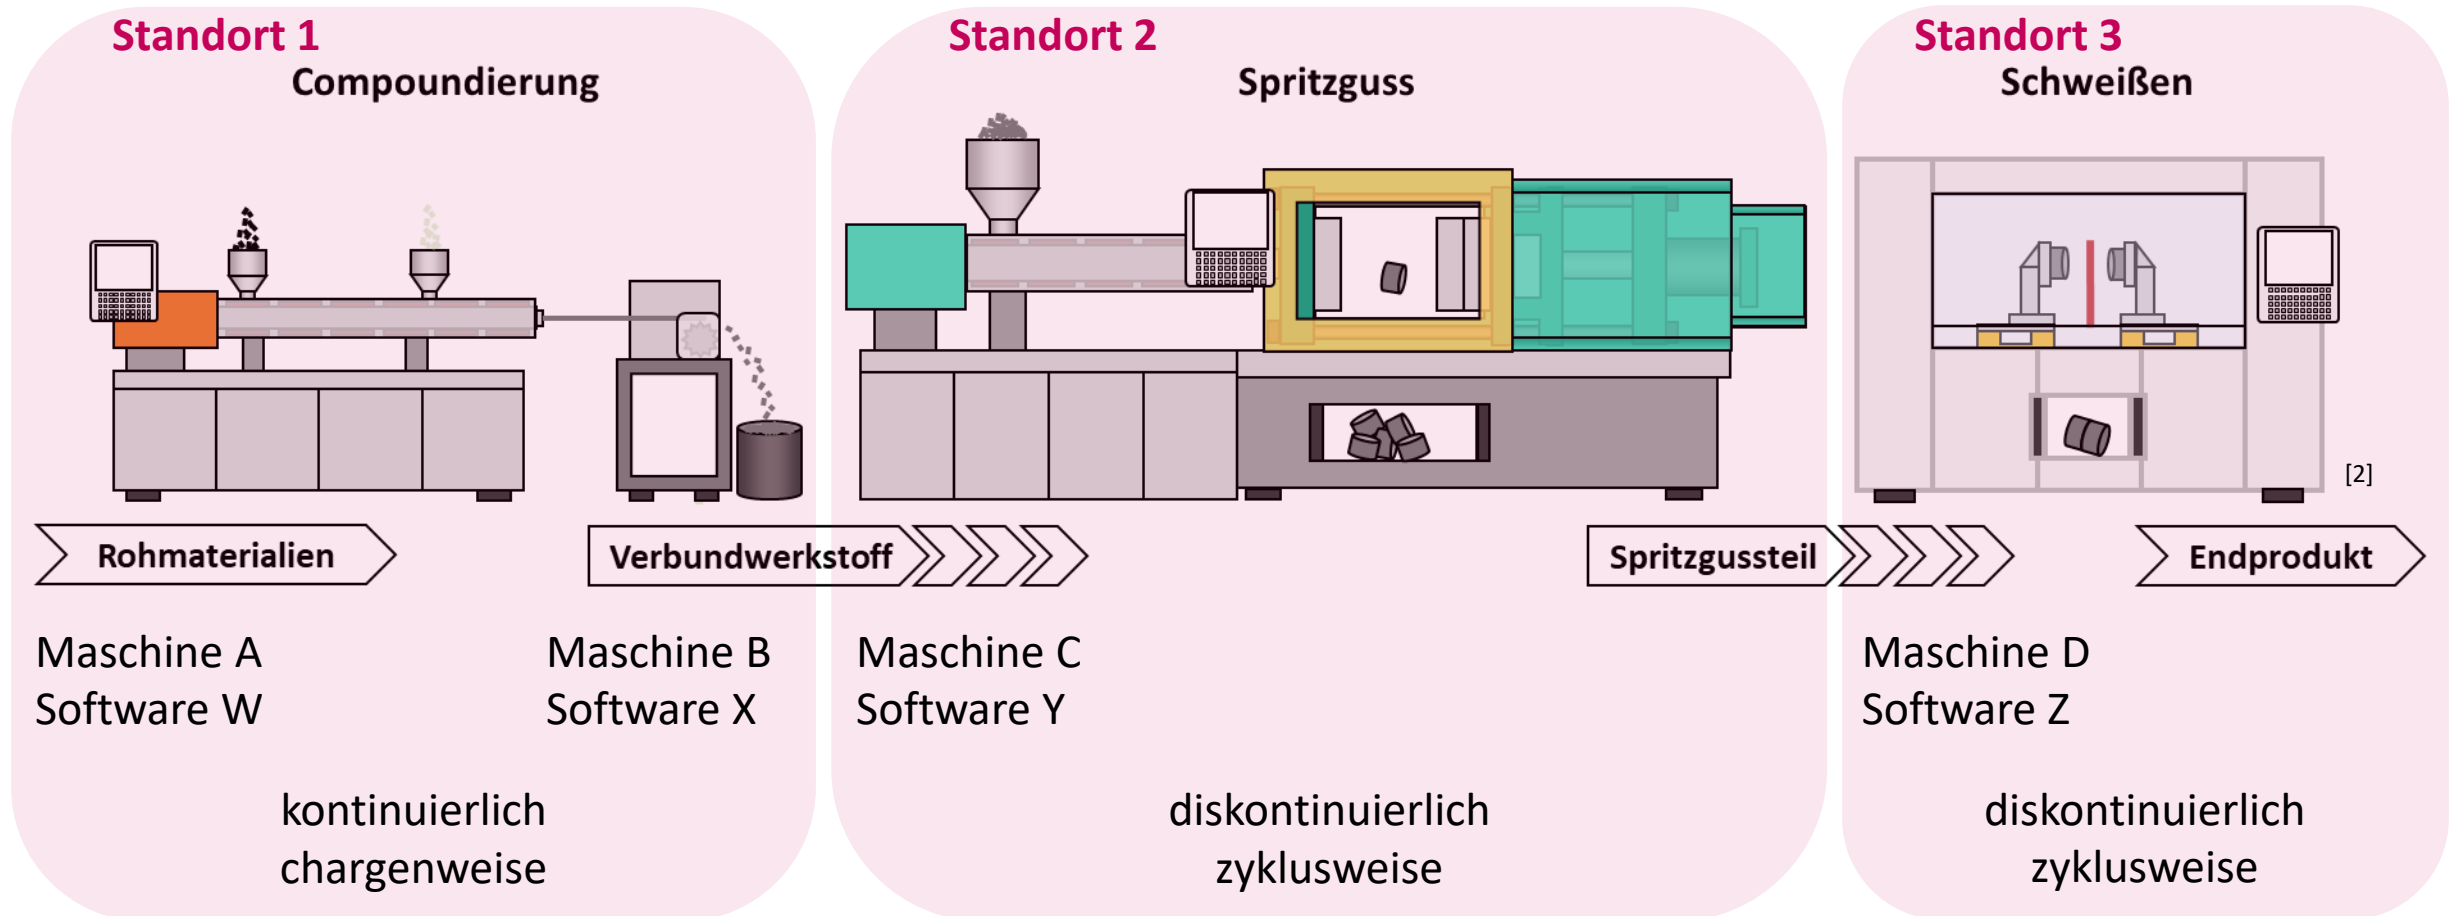 Standort 1
Compoundierung
Standort 2
Spritzguss
Standort 3
Schweißen
[2]
Rohmaterialien
Verbundwerkstoff
Spritzgussteil
Endprodukt
Maschine A
Software W
Maschine B
Software X
Maschine C
Software Y
Maschine D
Software Z
kontinuierlich
chargenweise
diskontinuierlich
zyklusweise
diskontinuierlich
zyklusweise